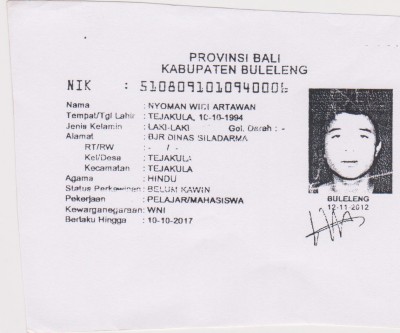 PROVINSI BALI
KABUPATEN BULELENG
NIK : 5106091010940006
Nama : NYOMAN WIDI ARTAWAN
Tempat/Tgl Lahir : TEJAKULA, 10-10-1994
Jenis Kelamin : LAKI-LAKI Gol. Darah : -
Alamat : BJR DINAS SILADARMA
RT/RW : - / -
Kel/Desa : TEJAKULA
Kecamatan : TEJAKULA
Agama : HINDU
Status Perkawinan : BELUM KAWIN
Pekerjaan : PELAJAR/MAHASISWA
Kewarganegaraan: WNI
Berlaku Hingga : 10-10-2017
BULELENG
12-11-2012